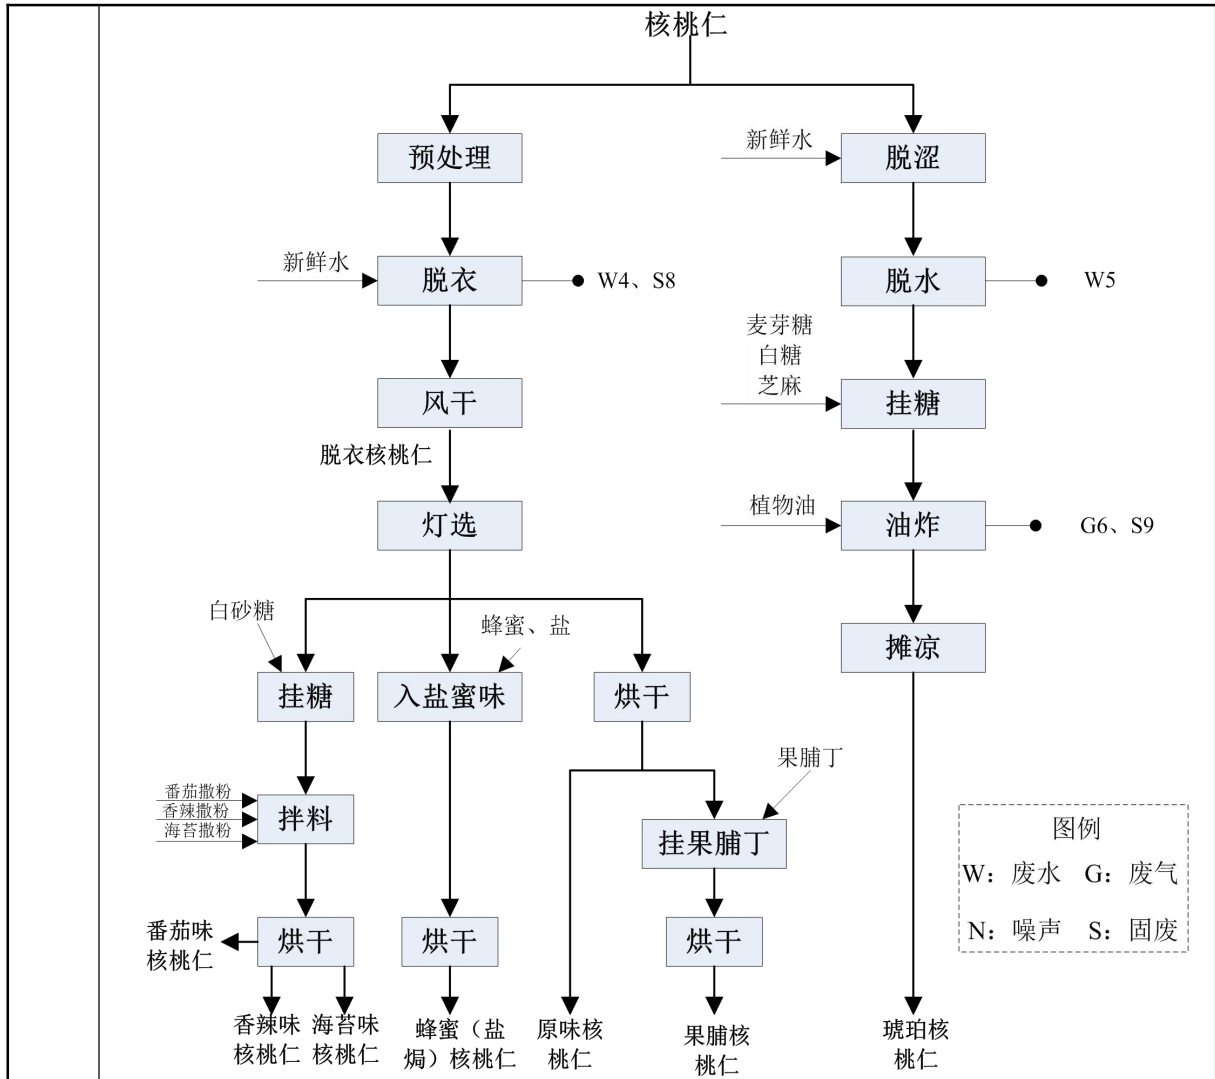 核桃仁
预处理
新鲜水
脱涩
新鲜水
脱衣
W4、S8
脱水
W5
麦芽糖
白糖
芝麻
风干
挂糖
脱衣核桃仁
灯选
植物油
油炸
G6、S9
白砂糖
蜂蜜、盐
摊凉
挂糖
入盐蜜味
烘干
果脯丁
番茄撒粉
香辣撒粉
海苔撒粉
拌料
挂果脯丁
图例
W：废水 G：废气
N：噪声 S：固废
番茄味
核桃仁
烘干
烘干
烘干
香辣味
核桃仁
海苔味
核桃仁
蜂蜜（盐
焗）核桃仁
原味核
桃仁
果脯核
桃仁
琥珀核
桃仁